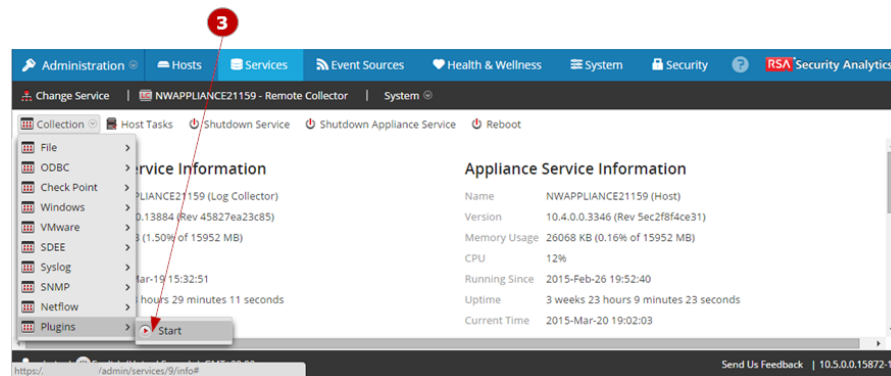 3
Administration Hosts Services Event Sources Health & Wellness System Security ? RSA Security Analytics
Change Service | NWAPPLIANCE21159 - Remote Collector | System
Collection Host Tasks Shutdown Service Shutdown Appliance Service Reboot
File
ODBC
Check Point
Windows
VMware
SDEE
Syslog
SNMP
Netflow
Plugins
Start
rvice Information
PLIANCE21159 (Log Collector)
.13884 (Rev 45827ea23c85)
(1.50% of 15952 MB)
Mar-19 15:32:51
hours 29 minutes 11 seconds
Appliance Service Information
Name NWAPPLIANCE21159 (Host)
Version 10.4.0.0.3346 (Rev 5ec2f8f4ce31)
Memory Usage 26068 KB (0.16% of 15952 MB)
CPU 12%
Running Since 2015-Feb-26 19:52:40
Uptime 3 weeks 23 hours 9 minutes 23 seconds
Current Time 2015-Mar-20 19:02:03
https:/. /admin/services/9/info#
Send Us Feedback | 10.5.0.0.15872-1